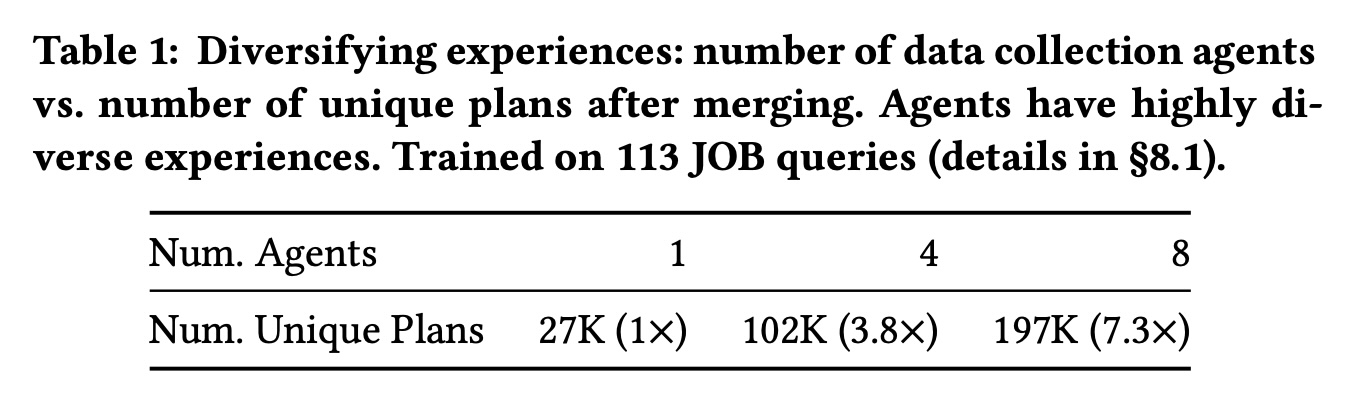 Table 1: Diversifying experiences: number of data collection agents
vs. number of unique plans after merging. Agents have highly di-
verse experiences. Trained on 113 JOB queries (details in §8.1).
Num. Agents 1 4 8
Num. Unique Plans 27K (1×) 102K (3.8×) 197K (7.3×)